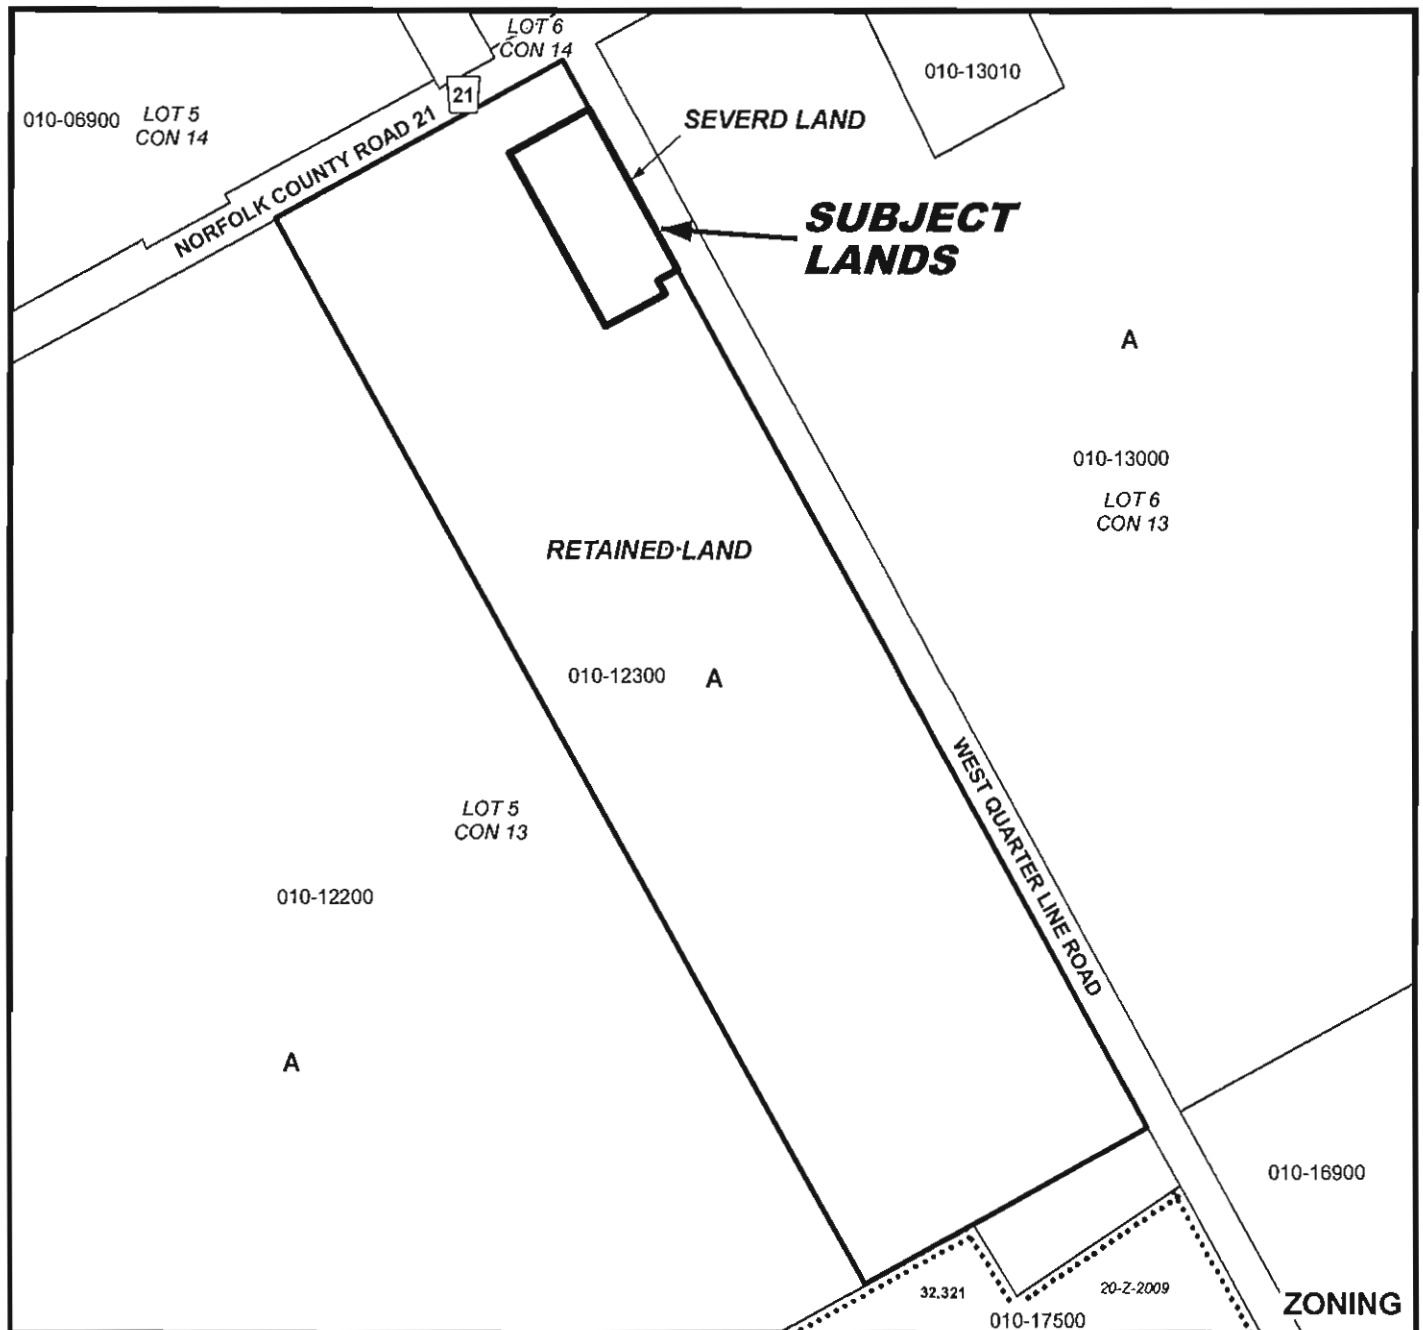 LOT 6
CON 14
010-13010
21
010-06900
LOT 5
CON 14
SEVERD LAND
NORFOLK COUNTY ROAD 21
SUBJECT
LANDS
A
010-13000
LOT 6
CON 13
RETAINED LAND
010-12300
A
WEST QUARTER LINE ROAD
LOT 5
CON 13
010-12200
A
010-16900
32.321
20-Z-2009
010-17500
ZONING